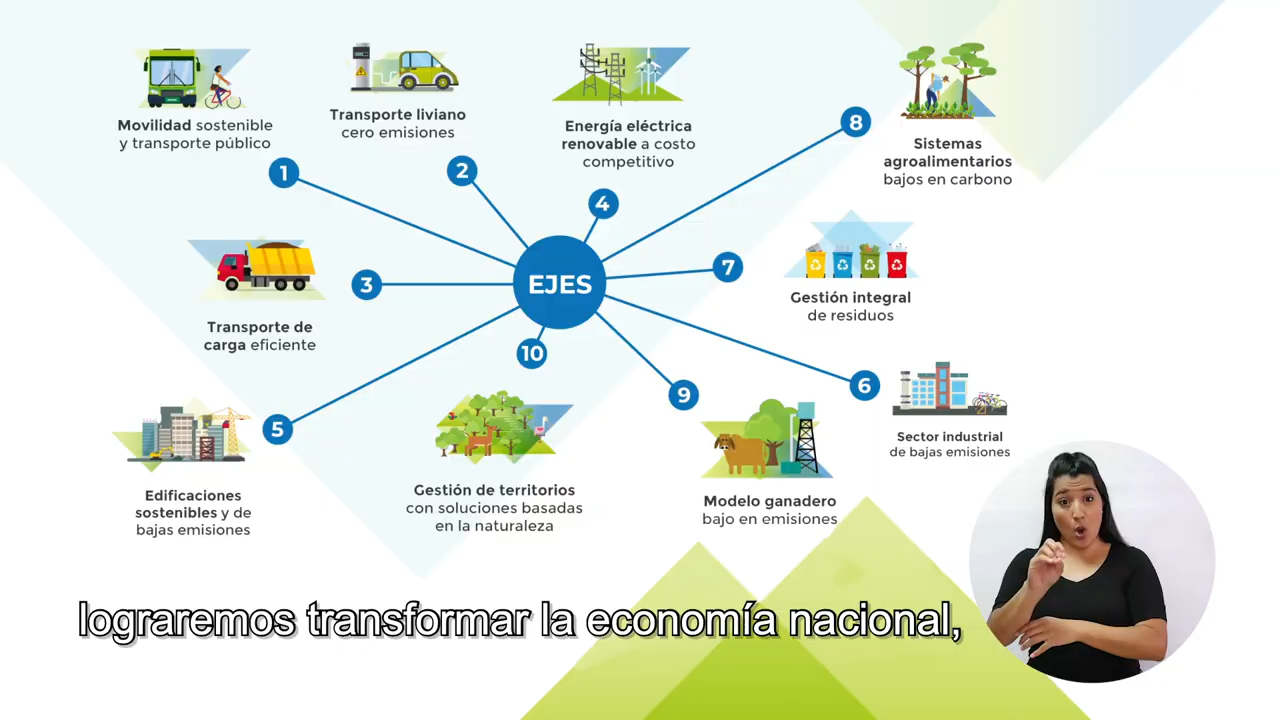 Movilidad sostenible
y transporte público
1
Transporte liviano
cero emisiones
2
Energía eléctrica
renovable a costo
competitivo
4
8
Sistemas
agroalimentarios
bajos en carbono
Transporte de
carga eficiente
3
EJES
7
Gestión integral
de residuos
10
5
Edificaciones
sostenibles y de
bajas emisiones
Gestión de territorios
con soluciones basadas
en la naturaleza
9
Modelo ganadero
bajo en emisiones
6
Sector industrial
de bajas emisiones
lograremos transformar la economía nacional,